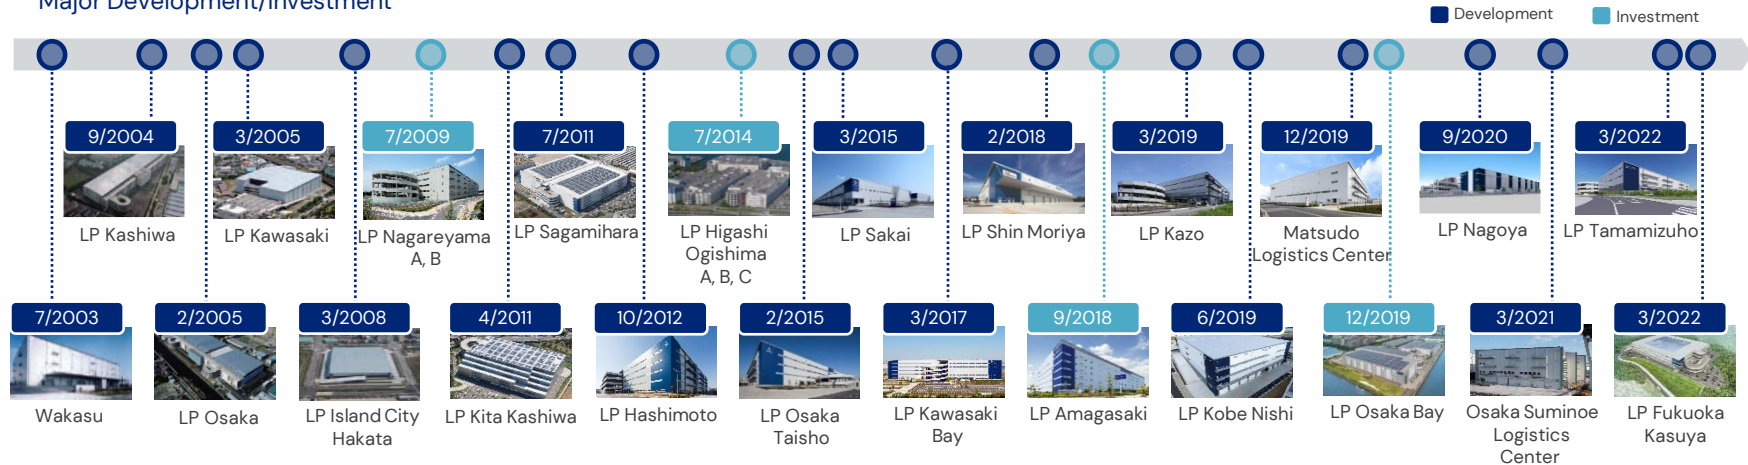 Major Development/Investment
Development
Investment
9/2004
3/2005
7/2009
7/2011
7/2014
3/2015
2/2018
3/2019
12/2019
9/2020
3/2022
LP Kashiwa
LP Kawasaki
LP Nagareyama
A, B
LP Sagamihara
LP Higashi
Ogishima
A, B, C
LP Sakai
LP Shin Moriya
LP Kazo
Matsudo
Logistics Center
LP Nagoya
LP Tamamizuho
7/2003
2/2005
3/2008
4/2011
10/2012
2/2015
3/2017
9/2018
6/2019
12/2019
3/2021
3/2022
Wakasu
LP Osaka
LP Island City
Hakata
LP Kita Kashiwa
LP Hashimoto
LP Osaka
Taisho
LP Kawasaki
Bay
LP Amagasaki
LP Kobe Nishi
LP Osaka Bay
Osaka Suminoe
Logistics
Center
LP Fukuoka
Kasuya